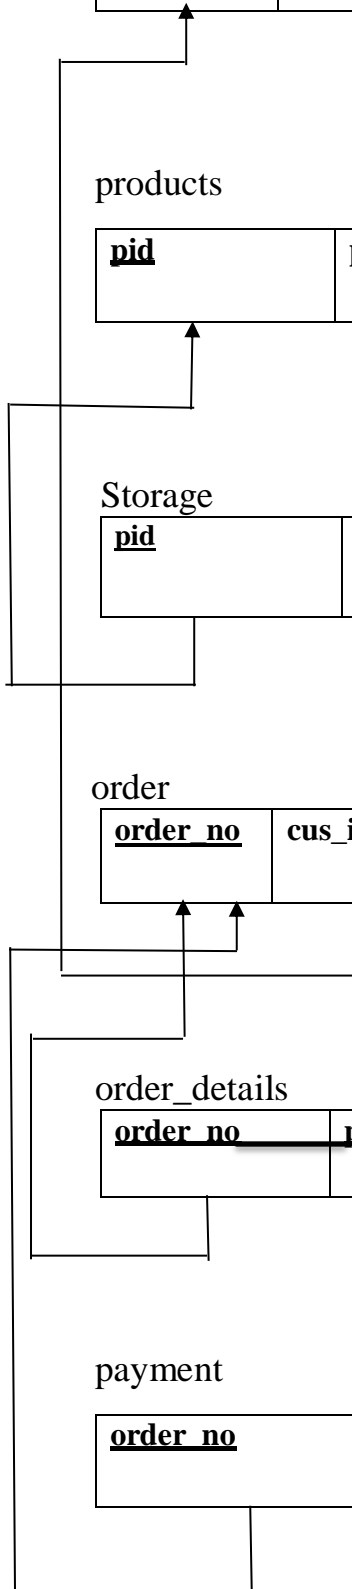 products
pid
Storage
pid
order
order_no
order_details
order_no
payment
order_no